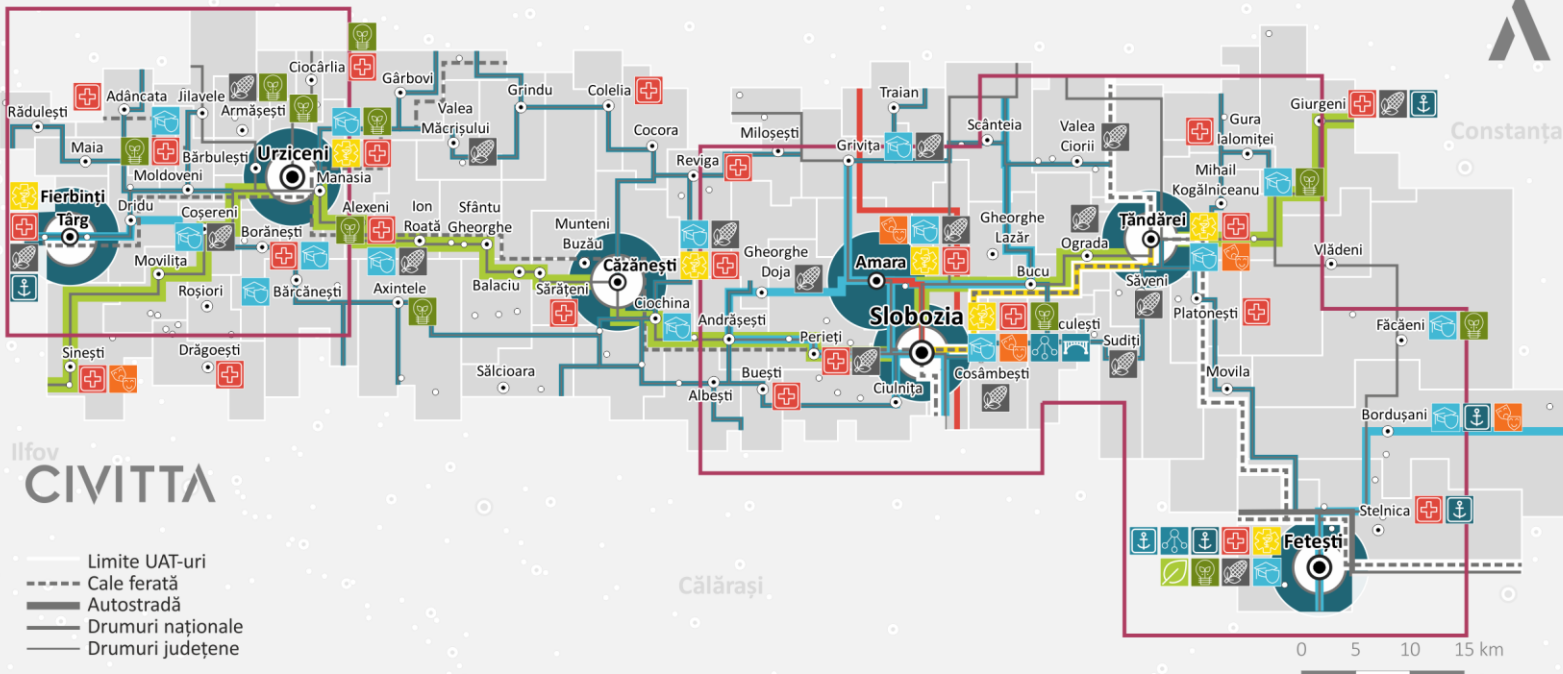 Ciocârlia
Gârbovi
Grindu
Colelia
Traian
Giurgeni
Constanța
Rădulești
Adâncata
Jilavele
Armășești
Valea
Măcrișului
Cocora
Miloșești
Grivița
Scânteia
Valea
Ciorii
Gura
Ialomiței
Maia
Bărbulești
Urziceni
Reviga
Mihail
Kogălniceanu
Moldoveni
Manasia
Fierbinți
Târg
Dridu
Coșereni
Alexeni
Ion
Roată
Sfântu
Gheorghe
Munteni
Buzău
Gheorghe
Lazăr
Țăndărei
Borănești
Ograda
Vlădeni
Movilița
Căzănești
Gheorghe
Doja
Amara
Bucu
Săveni
Roșiori
Bărcănești
Axintele
Balaciu
Sărățeni
Ciochina
Andrășești
Slobozia
Platonești
Perieți
culești
Sudiți
Făcăeni
Sinești
Drăgoești
Sălcioara
Buești
Cosâmbești
Movila
Albești
Ciulnița
Bordușani
Ilfov
CIVITTA
Stelnica
Fetești
Călărași
Limite UAT-uri
Cale ferată
Autostradă
Drumuri naționale
Drumuri județene
0 5 10 15 km